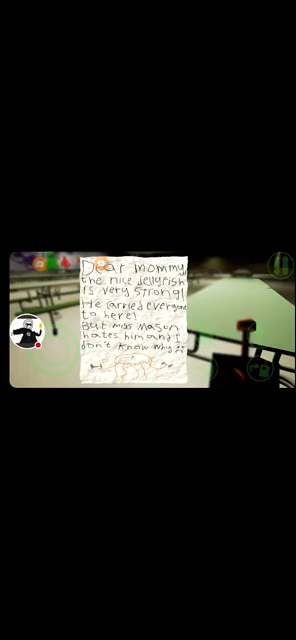 Dear mommy,
the nice Jellyfish
is very strong!
He carried everyone
to here!
But miss Mason
hates him and I
don't know why